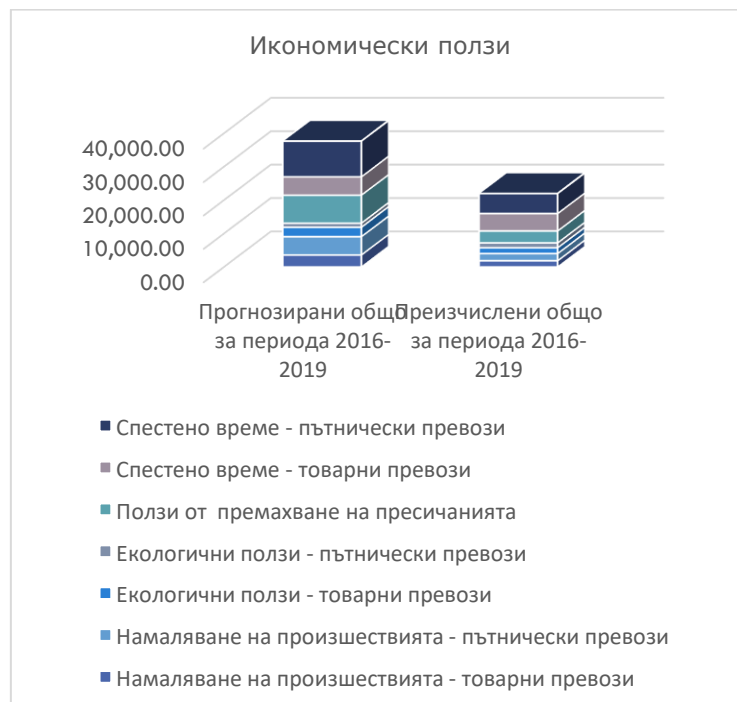 Икономически ползи
40,000.00
30,000.00
20,000.00
10,000.00
0.00
Прогнозирани общо
за периода 2016-
2019
Преизчислени общо
за периода 2016-
2019
Спестено време - пътнически превози
Спестено време - товарни превози
Ползи от  премахване на пресичанията
Екологични ползи - пътнически превози
Екологични ползи - товарни превози
Намаляване на произшествията - пътнически превози
Намаляване на произшествията - товарни превози